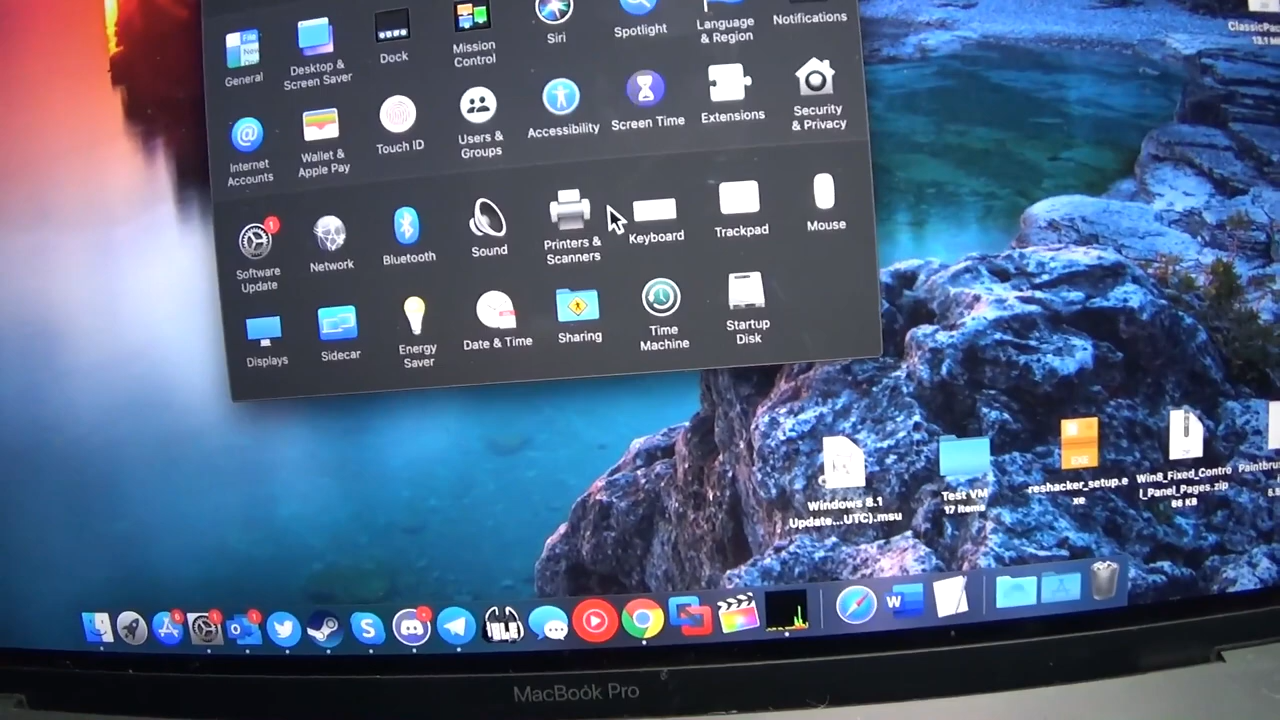 General
Desktop &
Screen Saver
Dock
Mission
Control
Siri
Spotlight
Language
& Region
Notifications
Internet
Accounts
Wallet &
Apple Pay
Touch ID
Users &
Groups
Accessibility
Screen Time
Extensions
Security
& Privacy
1
Software
Update
Network
Bluetooth
Sound
Printers &
Scanners
Keyboard
Trackpad
Mouse
Displays
Sidecar
Energy
Saver
Date & Time
Sharing
Time
Machine
Startup
Disk
Windows 8.1
Update...UTC).msu
Test VM
17 items
EXE
reshacker_setup.e
xe
Win8_Fixed_Contro
l_Panel_Pages.zip
66 KB
Paintbrus
MacBook Pro